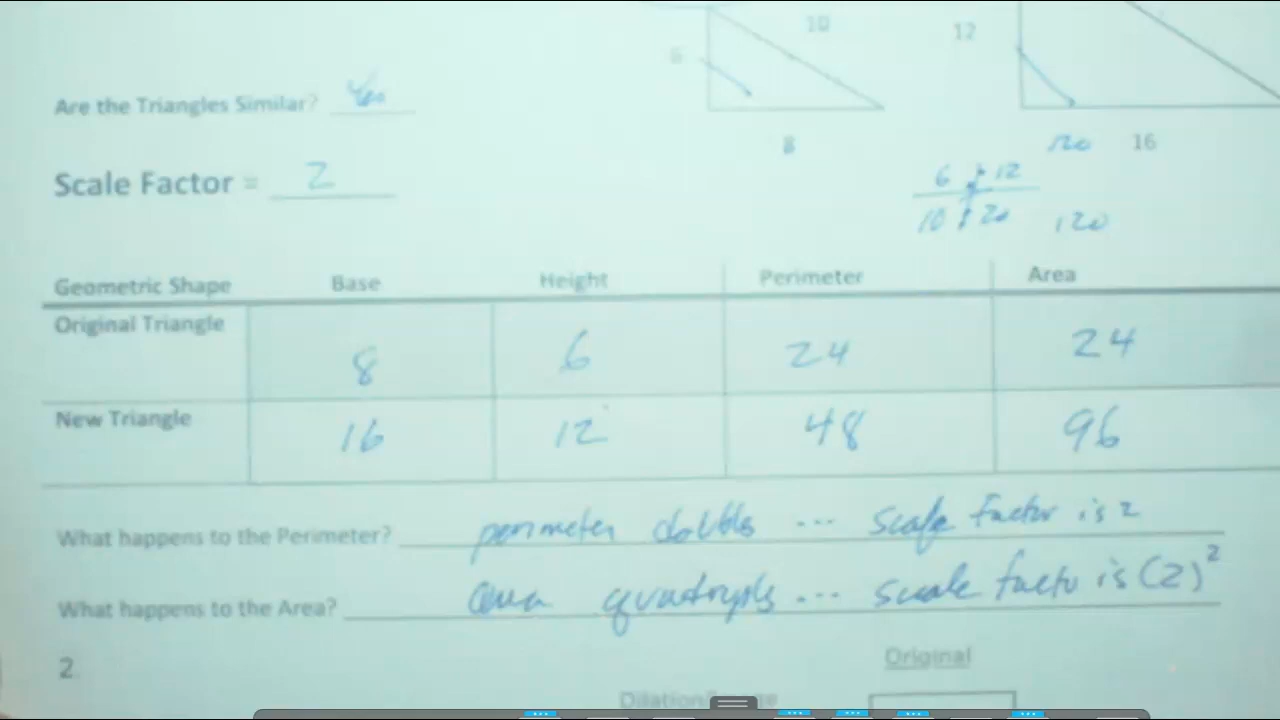 10
6
12
8
16
Are the Triangles Similar? Yes
120
Scale Factor = 2
6 12
10 20
120
Geometric Shape Base Height Perimeter Area
Original Triangle 8 6 24 24
New Triangle 16 12 48 96
What happens to the Perimeter? perimeter doubles ... scale factor is 2
What happens to the Area? area quadruples ... scale factor is (2)²
2
Original
Dilation